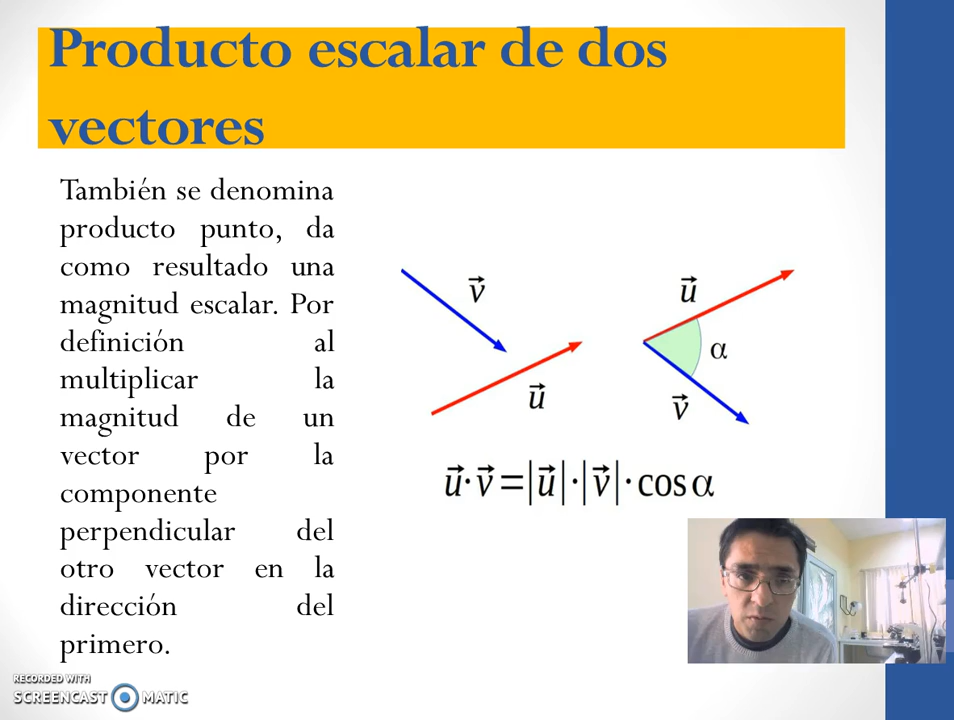 Producto escalar de dos
vectores
También se denomina
producto punto, da
como resultado una
magnitud escalar. Por
definición al
multiplicar la
magnitud de un
vector por la
componente
perpendicular del
otro vector en la
dirección del
primero.
v⃗
u⃗
u⃗
α
v⃗
u⃗·v⃗=|u⃗|·|v⃗|·cos α
RECORDED WITH
SCREENCAST MATIC